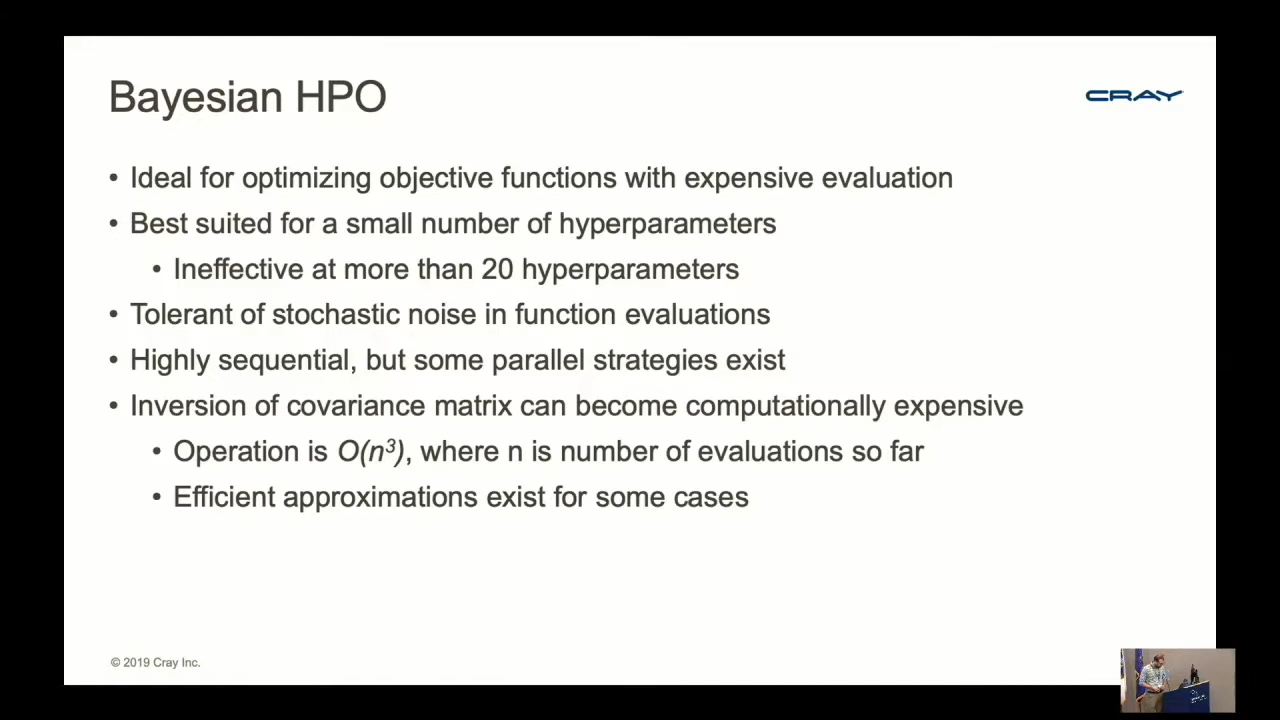 Bayesian HPO
CRAY
• Ideal for optimizing objective functions with expensive evaluation
• Best suited for a small number of hyperparameters
• Ineffective at more than 20 hyperparameters
• Tolerant of stochastic noise in function evaluations
• Highly sequential, but some parallel strategies exist
• Inversion of covariance matrix can become computationally expensive
• Operation is O(n³), where n is number of evaluations so far
• Efficient approximations exist for some cases
© 2019 Cray Inc.